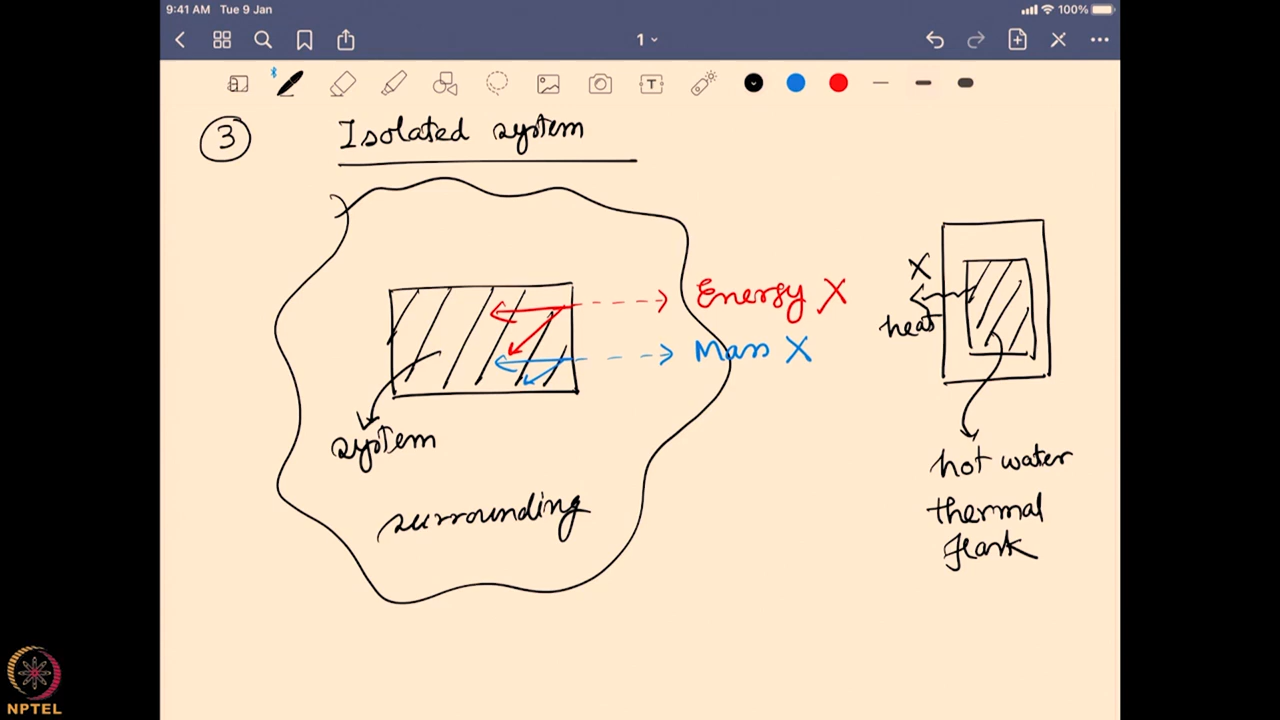 9:41 AM Tue 9 Jan
100%
1
T
3 Isolated system
Energy X
Mass X
system
surrounding
X
heat
hot water
thermal
flask
NPTEL